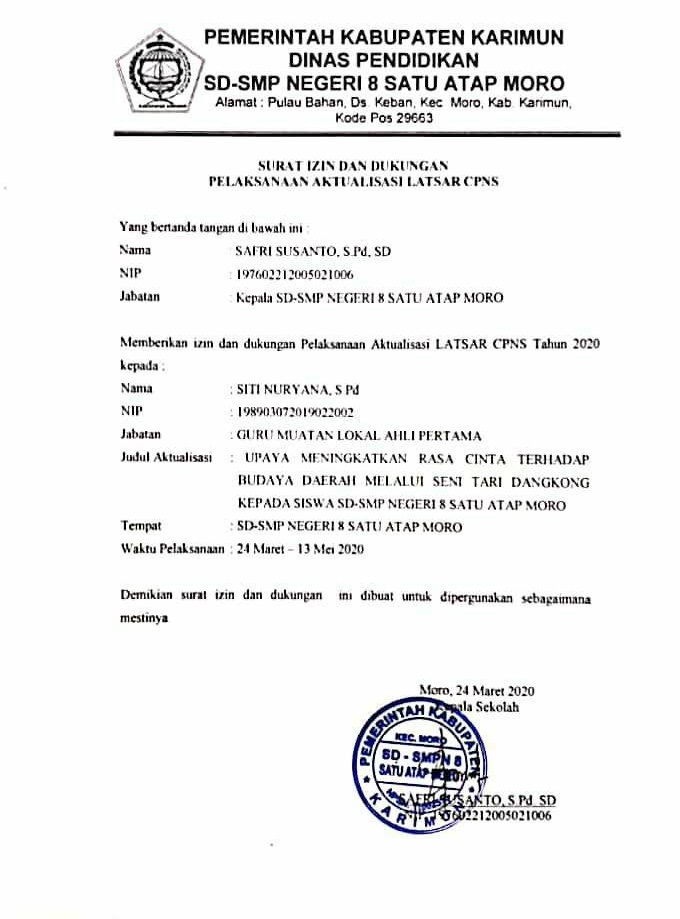 PEMERINTAH KABUPATEN KARIMUN
DINAS PENDIDIKAN
SD-SMP NEGERI 8 SATU ATAP MORO
Alamat : Pulau Bahan, Ds. Keban, Kec. Moro, Kab. Karimun,
Kode Pos 29663
SURAT IZIN DAN DUKUNGAN
PELAKSANAAN AKTUALISASI LATSAR CPNS
Yang bertanda tangan di bawah ini :
Nama : SAFRI SUSANTO, S.Pd, SD
NIP : 197602212005021006
Jabatan : Kepala SD-SMP NEGERI 8 SATU ATAP MORO
Memberikan izin dan dukungan Pelaksanaan Aktualisasi LATSAR CPNS Tahun 2020
kepada :
Nama : SITI NURYANA, S.Pd
NIP : 198903072019022002
Jabatan : GURU MUATAN LOKAL AHLI PERTAMA
Judul Aktualisasi : UPAYA MENINGKATKAN RASA CINTA TERHADAP
BUDAYA DAERAH MELALUI SENI TARI DANGKONG
KEPADA SISWA SD-SMP NEGERI 8 SATU ATAP MORO
Tempat : SD-SMP NEGERI 8 SATU ATAP MORO
Waktu Pelaksanaan : 24 Maret – 13 Mei 2020
Demikian surat izin dan dukungan ini dibuat untuk dipergunakan sebagaimana
mestinya
Moro, 24 Maret 2020
Kepala Sekolah
PEMERINTAH KABUPATEN
KEC. MORO
SD - SMPN 8
SATU ATAP MORO
KARIMUN
SAFRI SUSANTO, S.Pd. SD
197602212005021006